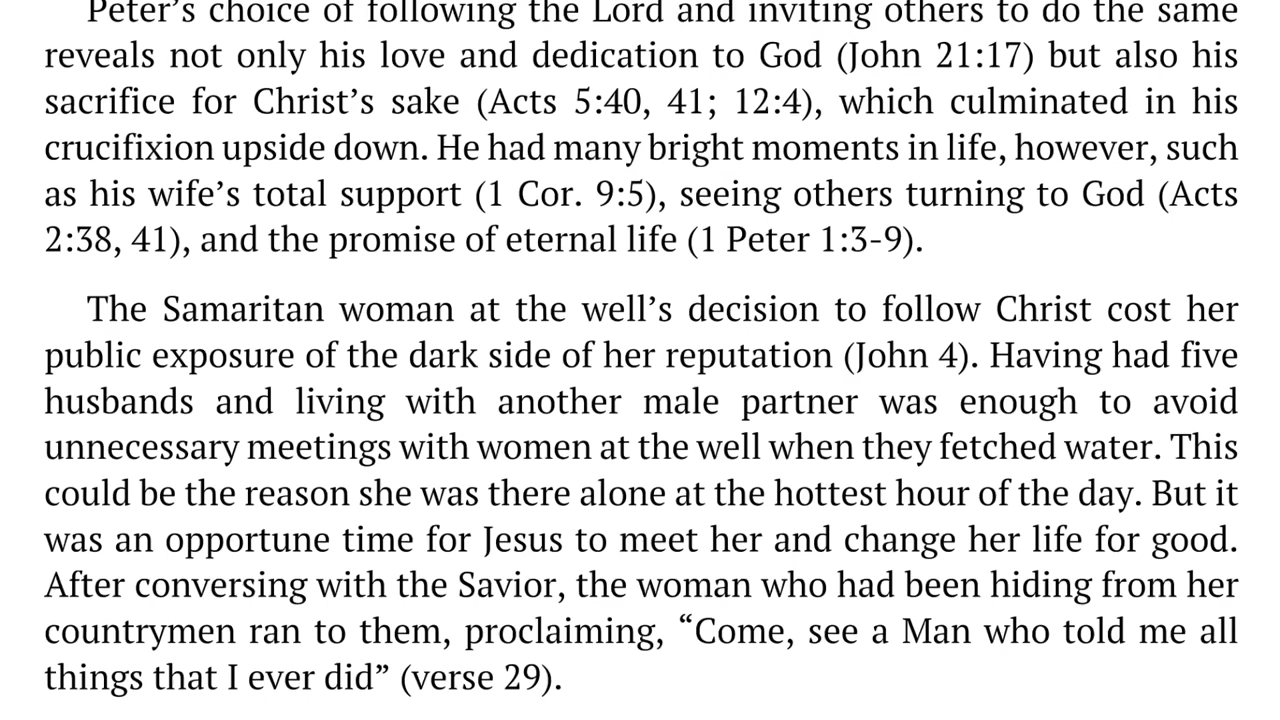 Peter’s choice of following the Lord and inviting others to do the same
reveals not only his love and dedication to God (John 21:17) but also his
sacrifice for Christ’s sake (Acts 5:40, 41; 12:4), which culminated in his
crucifixion upside down. He had many bright moments in life, however, such
as his wife’s total support (1 Cor. 9:5), seeing others turning to God (Acts
2:38, 41), and the promise of eternal life (1 Peter 1:3-9).
The Samaritan woman at the well’s decision to follow Christ cost her
public exposure of the dark side of her reputation (John 4). Having had five
husbands and living with another male partner was enough to avoid
unnecessary meetings with women at the well when they fetched water. This
could be the reason she was there alone at the hottest hour of the day. But it
was an opportune time for Jesus to meet her and change her life for good.
After conversing with the Savior, the woman who had been hiding from her
countrymen ran to them, proclaiming, “Come, see a Man who told me all
things that I ever did” (verse 29).